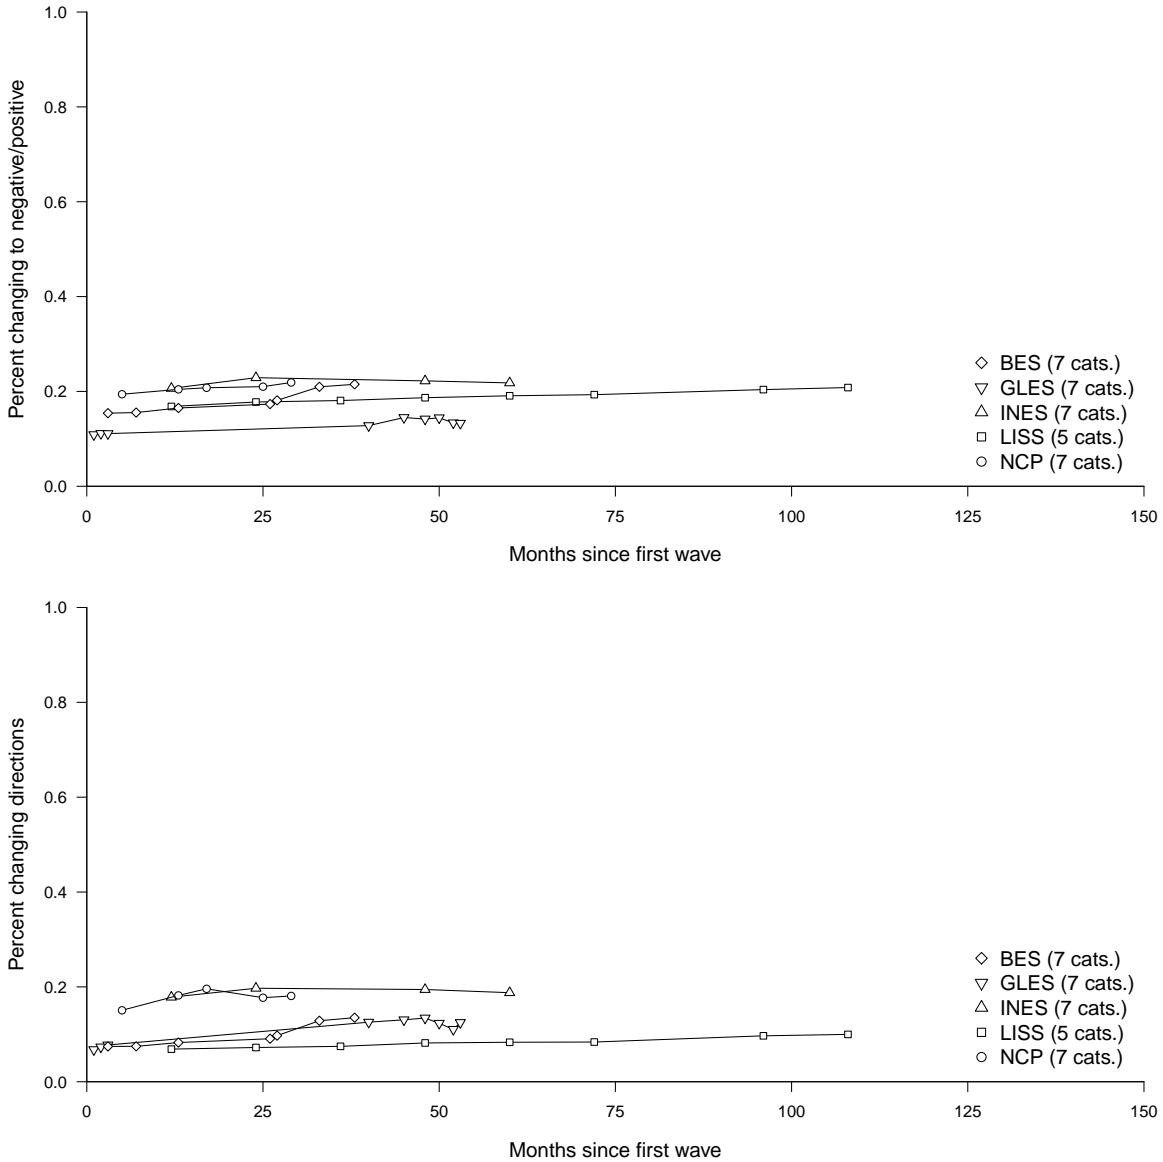 Percent changing to negative/positive
1.0
0.8
0.6
0.4
0.2
0.0
0 25 50 75 100 125 150
Months since first wave
BES (7 cats.)
GLES (7 cats.)
INES (7 cats.)
LISS (5 cats.)
NCP (7 cats.)
Percent changing directions
1.0
0.8
0.6
0.4
0.2
0.0
0 25 50 75 100 125 150
Months since first wave
BES (7 cats.)
GLES (7 cats.)
INES (7 cats.)
LISS (5 cats.)
NCP (7 cats.)